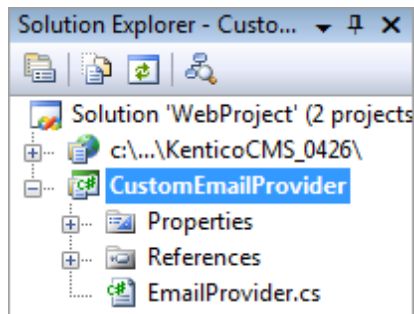 Solution Explorer - Custo...
Solution 'WebProject' (2 projects
c:\...\KenticoCMS_0426\
CustomEmailProvider
Properties
References
EmailProvider.cs